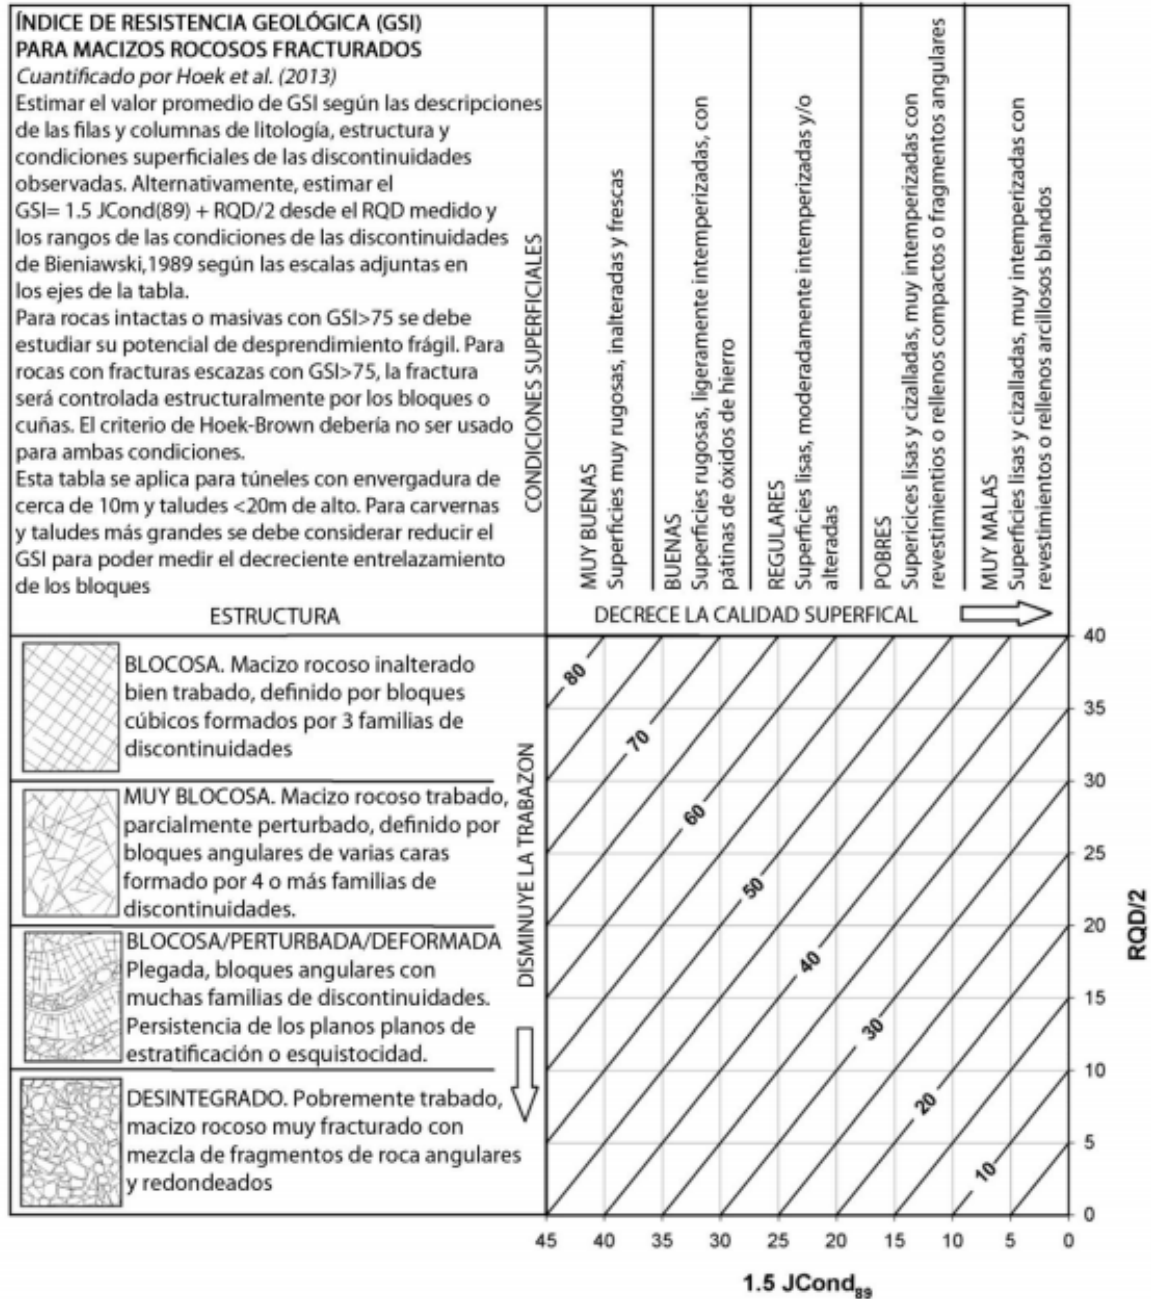 ÍNDICE DE RESISTENCIA GEOLÓGICA (GSI)
PARA MACIZOS ROCOSOS FRACTURADOS
Cuantificado por Hoek et al. (2013)
Estimar el valor promedio de GSI según las descripciones
de las filas y columnas de litología, estructura y
condiciones superficiales de las discontinuidades
observadas. Alternativamente, estimar el
GSI= 1.5 JCond(89) + RQD/2 desde el RQD medido y
los rangos de las condiciones de las discontinuidades
de Bieniawski,1989 según las escalas adjuntas en
los ejes de la tabla.
Para rocas intactas o masivas con GSI>75 se debe
estudiar su potencial de desprendimiento frágil. Para
rocas con fracturas escazas con GSI>75, la fractura
será controlada estructuralmente por los bloques o
cuñas. El criterio de Hoek-Brown debería no ser usado
para ambas condiciones.
Esta tabla se aplica para túneles con envergadura de
cerca de 10m y taludes <20m de alto. Para carvernas
y taludes más grandes se debe considerar reducir el
GSI para poder medir el decreciente entrelazamiento
de los bloques
ESTRUCTURA
CONDICIONES SUPERFICIALES
MUY BUENAS
Superficies muy rugosas, inalteradas y frescas
BUENAS
Superficies rugosas, ligeramente intemperizadas, con
pátinas de óxidos de hierro
REGULARES
Superficies lisas, moderadamente intemperizadas y/o
alteradas
POBRES
Supericices lisas y cizalladas, muy intemperizadas con
revestimientos o rellenos compactos o fragmentos angulares
MUY MALAS
Superficies lisas y cizalladas, muy intemperizadas con
revestimientos o rellenos arcillosos blandos
DECRECE LA CALIDAD SUPERFICAL
BLOCOSA. Macizo rocoso inalterado
bien trabado, definido por bloques
cúbicos formados por 3 familias de
discontinuidades
MUY BLOCOSA. Macizo rocoso trabado,
parcialmente perturbado, definido por
bloques angulares de varias caras
formado por 4 o más familias de
discontinuidades.
BLOCOSA/PERTURBADA/DEFORMADA
Plegada, bloques angulares con
muchas familias de discontinuidades.
Persistencia de los planos planos de
estratificación o esquistocidad.
DESINTEGRADO. Pobremente trabado,
macizo rocoso muy fracturado con
mezcla de fragmentos de roca angulares
y redondeados
DISMINUYE LA TRABAZON
80
70
60
50
40
30
20
10
40
35
30
25
20
15
10
5
0
RQD/2
45 40 35 30 25 20 15 10 5 0
1.5 JCond89